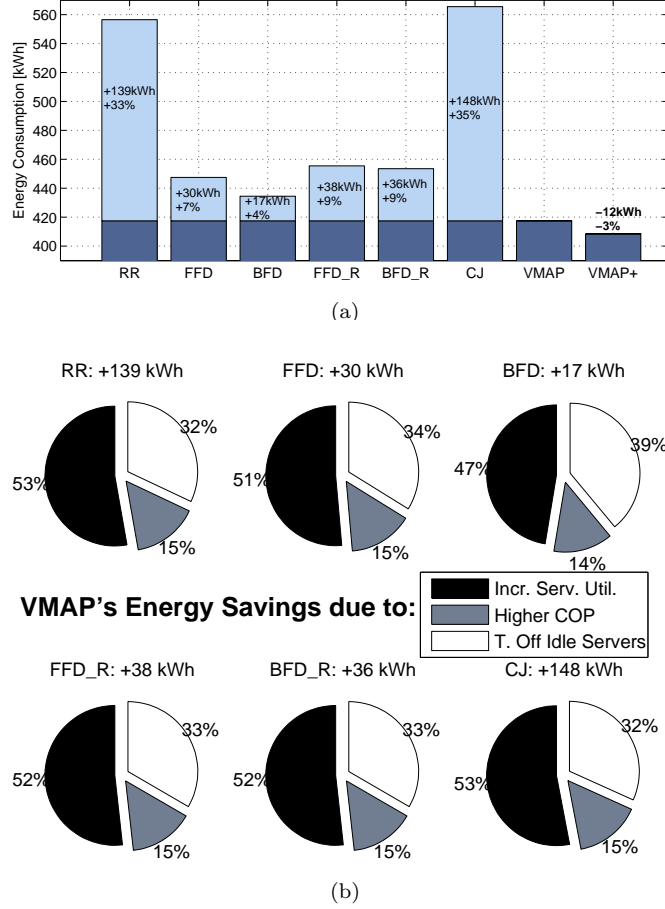 560
540
520
500
480
460
440
420
400
Energy Consumption [kWh]
+139kWh
+33%
+30kWh
+7%
+17kWh
+4%
+38kWh
+9%
+36kWh
+9%
+148kWh
+35%
−12kWh
−3%
RR FFD BFD FFD_R BFD_R CJ VMAP VMAP+
(a)
RR: +139 kWh
32%
53%
15%
FFD: +30 kWh
34%
51%
15%
BFD: +17 kWh
39%
47%
14%
VMAP's Energy Savings due to:
Incr. Serv. Util.
Higher COP
T. Off Idle Servers
FFD_R: +38 kWh
33%
52%
15%
BFD_R: +36 kWh
33%
52%
15%
CJ: +148 kWh
32%
53%
15%
(b)